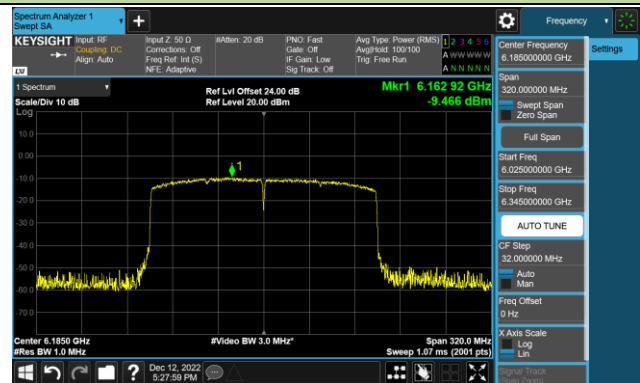 Spectrum Analyzer 1
Swept SA
Frequency
KEYSIGHT
Input: RF
Coupling: DC
Align: Auto
Input Z: 50 Ω
Corrections: Off
Freq Ref: Int (S)
NFE: Adaptive
#Atten: 20 dB
PNO: Fast
Gate: Off
IF Gain: Low
Sig Track: Off
Avg Type: Power (RMS)
Avg|Hold: 100/100
Trig: Free Run
1 2 3 4 5 6
A W W W W W
A N N N N N
LXI
1 Spectrum
Scale/Div 10 dB
Log
Ref Lvl Offset 24.00 dB
Ref Level 20.00 dBm
Mkr1 6.162 92 GHz
-9.466 dBm
10.0
0.00
-10.0
-20.0
-30.0
-40.0
-50.0
-60.0
-70.0
1
Center 6.1850 GHz
#Res BW 1.0 MHz
#Video BW 3.0 MHz*
Span 320.0 MHz
Sweep 1.07 ms (2001 pts)
Dec 12, 2022
5:27:59 PM
Center Frequency
6.185000000 GHz
Settings
Span
320.000000 MHz
Swept Span
Zero Span
Full Span
Start Freq
6.025000000 GHz
Stop Freq
6.345000000 GHz
AUTO TUNE
CF Step
32.000000 MHz
Auto
Man
Freq Offset
0 Hz
X Axis Scale
Log
Lin
Signal Track
(Span Zoom)